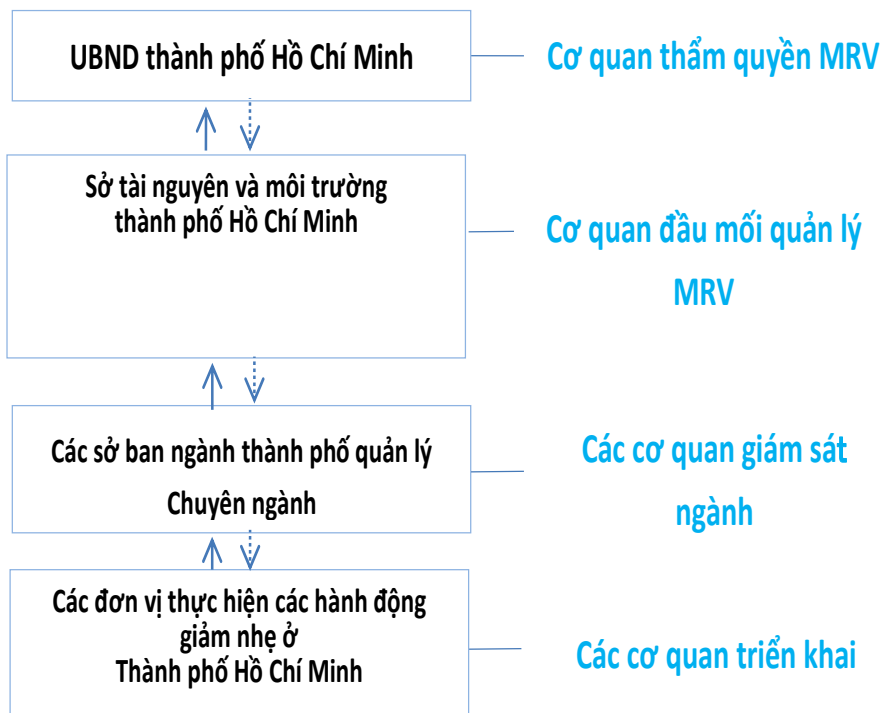 UBND thành phố Hồ Chí Minh
Cơ quan thẩm quyền MRV
Sở tài nguyên và môi trường
thành phố Hồ Chí Minh
Cơ quan đầu mối quản lý
MRV
Các sở ban ngành thành phố quản lý
Chuyên ngành
Các cơ quan giám sát
ngành
Các đơn vị thực hiện các hành động
giảm nhẹ ở
Thành phố Hồ Chí Minh
Các cơ quan triển khai